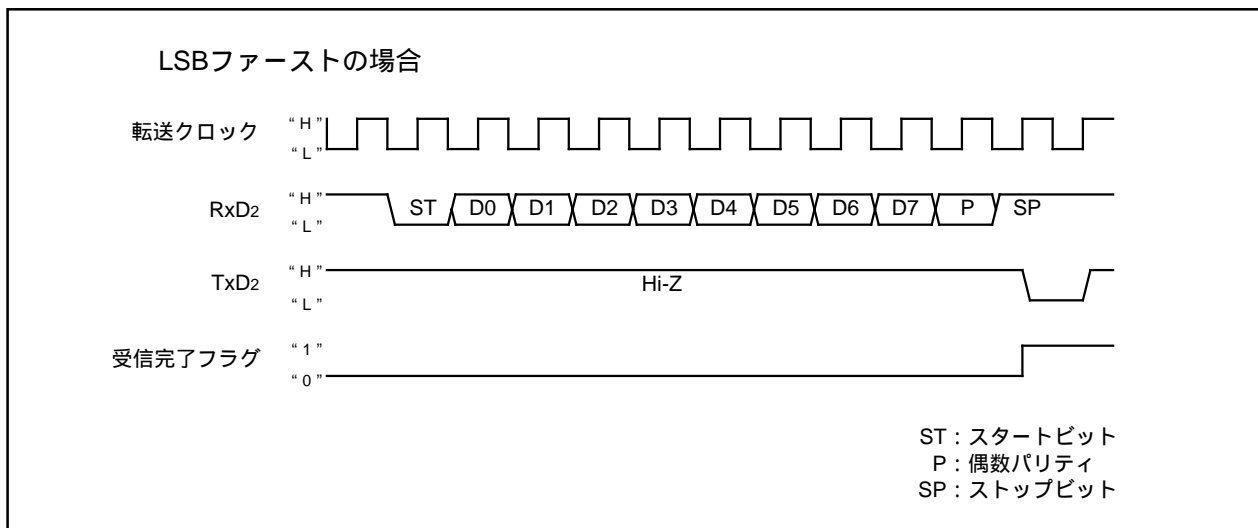 LSBファーストの場合
転送クロック
“ H ”
“ L ”
RxD2
“ H ”
“ L ”
ST D0 D1 D2 D3 D4 D5 D6 D7 P SP
TxD2
“ H ”
“ L ”
Hi-Z
受信完了フラグ
“ 1 ”
“ 0 ”
ST：スタートビット
P：偶数パリティ
SP：ストップビット